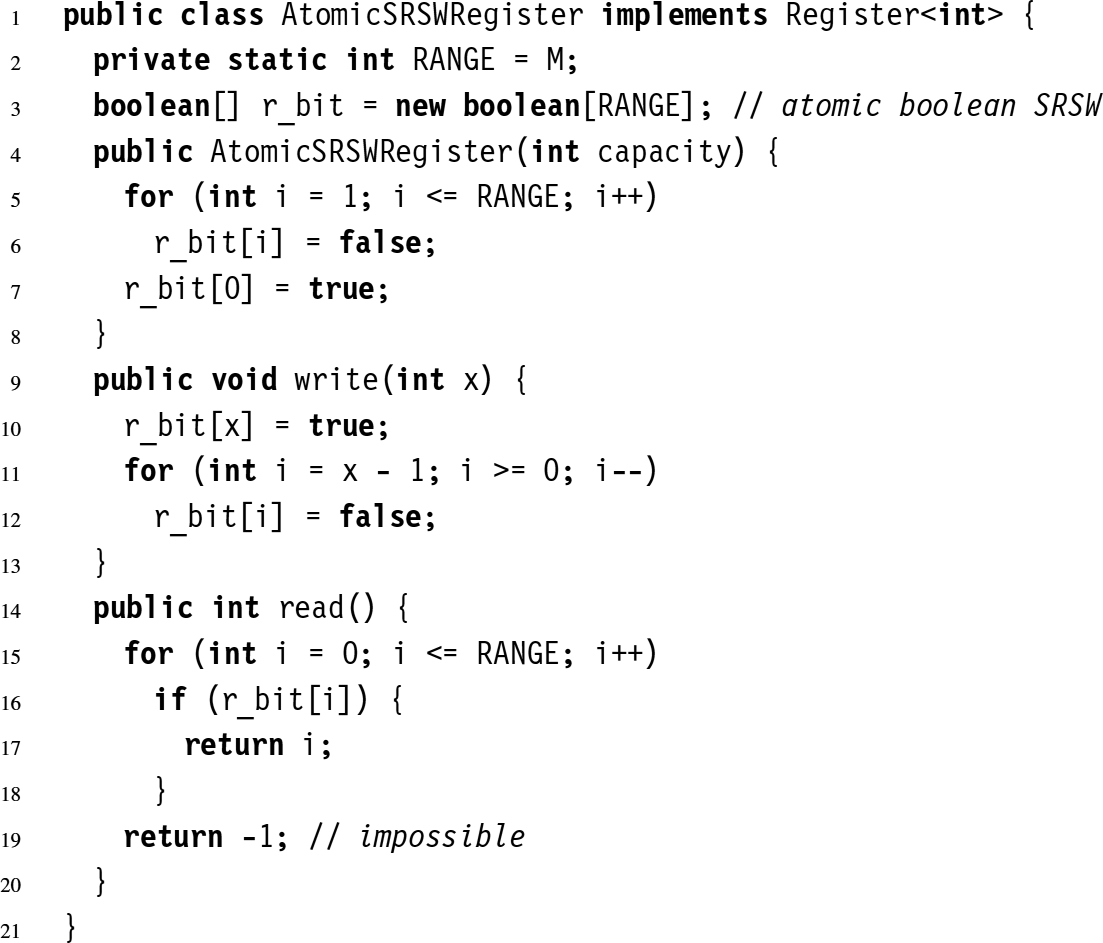 1 public class AtomicSRSWRegister implements Register<int> {
2 private static int RANGE = M;
3 boolean[] r_bit = new boolean[RANGE]; // atomic boolean SRSW
4 public AtomicSRSWRegister(int capacity) {
5 for (int i = 1; i <= RANGE; i++)
6 r_bit[i] = false;
7 r_bit[0] = true;
8 }
9 public void write(int x) {
10 r_bit[x] = true;
11 for (int i = x - 1; i >= 0; i--)
12 r_bit[i] = false;
13 }
14 public int read() {
15 for (int i = 0; i <= RANGE; i++)
16 if (r_bit[i]) {
17 return i;
18 }
19 return -1; // impossible
20 }
21 }